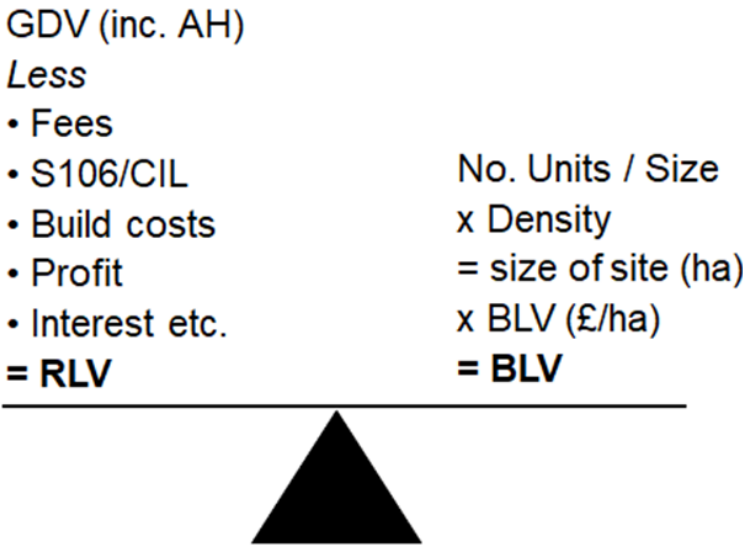 GDV (inc. AH)
Less
• Fees
• S106/CIL
• Build costs
• Profit
• Interest etc.
= RLV
No. Units / Size
x Density
= size of site (ha)
x BLV (£/ha)
= BLV